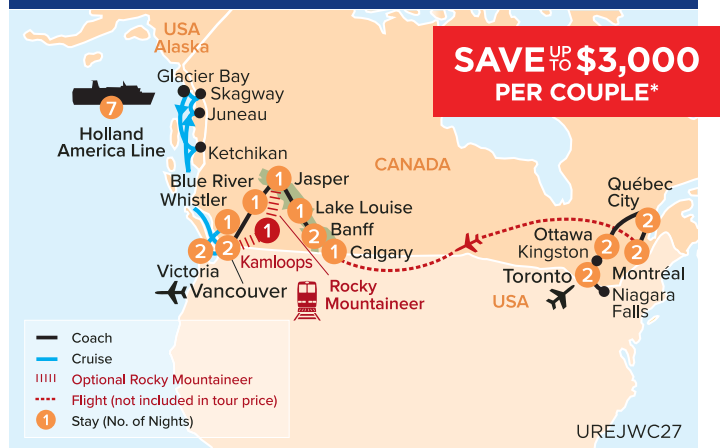 USA
Alaska
SAVE UP TO $3,000
PER COUPLE*
Glacier Bay
Skagway
7
Juneau
Holland
America Line
Ketchikan
CANADA
Blue River
1
Jasper
Whistler
1
1
Lake Louise
Québec
City
1
1
2
Banff
2
Ottawa
2
2
1
Calgary
Kingston
2
2
Victoria
Kamloops
Toronto
2
Montréal
Vancouver
Rocky
Mountaineer
USA
Niagara
Falls
Coach
Cruise
Optional Rocky Mountaineer
Flight (not included in tour price)
1 Stay (No. of Nights)
UREJWC27